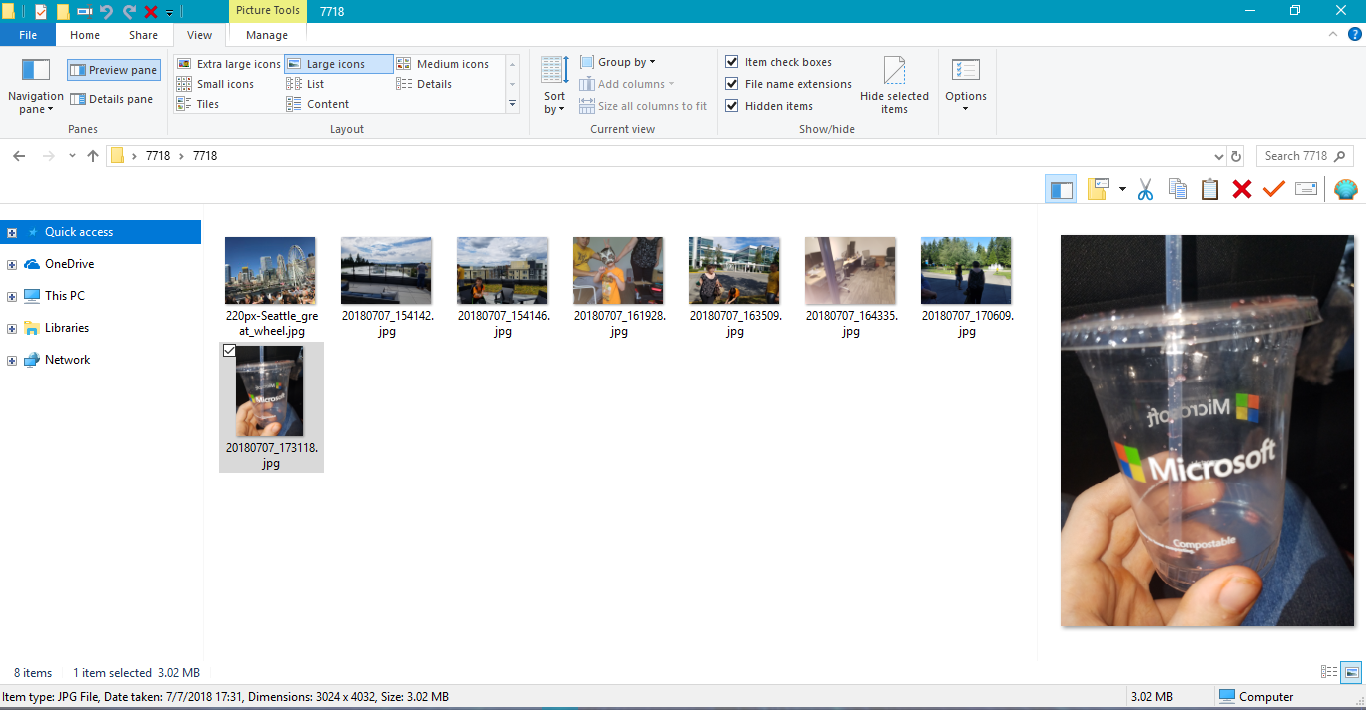 Picture Tools
7718
File
Home
Share
View
Manage
Navigation
pane
Preview pane
Details pane
Panes
Extra large icons
Large icons
Medium icons
Small icons
List
Details
Tiles
Content
Layout
Sort
by
Group by
Add columns
Size all columns to fit
Current view
Item check boxes
File name extensions
Hidden items
Hide selected
items
Show/hide
Options
7718
7718
Search 7718
Quick access
OneDrive
This PC
Libraries
Network
220px-Seattle_gre
at_wheel.jpg
20180707_154142.
jpg
20180707_154146.
jpg
20180707_161928.
jpg
20180707_163509.
jpg
20180707_164335.
jpg
20180707_170609.
jpg
Microsoft
20180707_173118.
jpg
Microsoft
Microsoft
Compostable
8 items
1 item selected 3.02 MB
Item type: JPG File, Date taken: 7/7/2018 17:31, Dimensions: 3024 x 4032, Size: 3.02 MB
3.02 MB
Computer